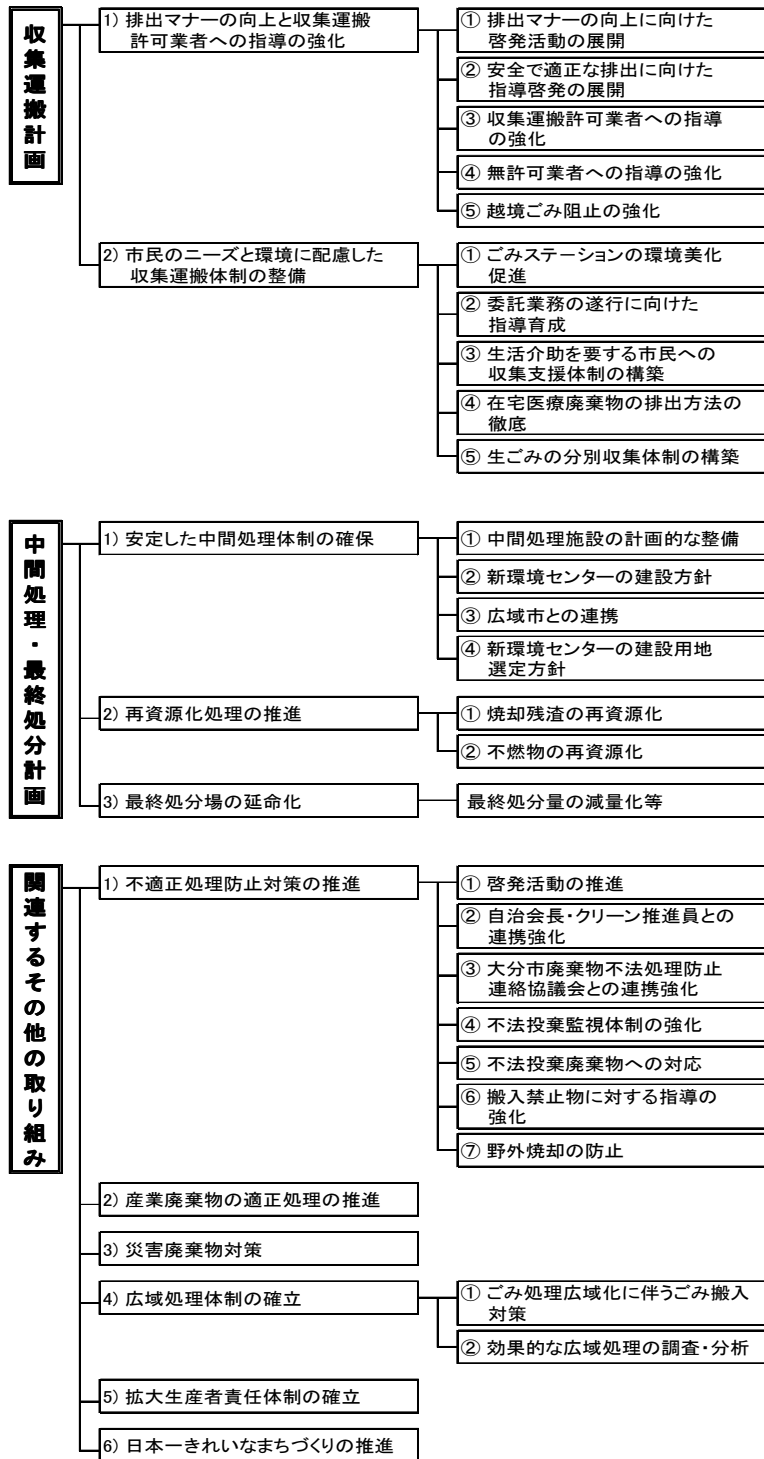 収集運搬計画
1) 排出マナーの向上と収集運搬
許可業者への指導の強化
① 排出マナーの向上に向けた
啓発活動の展開
② 安全で適正な排出に向けた
指導啓発の展開
③ 収集運搬許可業者への指導
の強化
④ 無許可業者への指導の強化
⑤ 越境ごみ阻止の強化
2) 市民のニーズと環境に配慮した
収集運搬体制の整備
① ごみステーションの環境美化
促進
② 委託業務の遂行に向けた
指導育成
③ 生活介助を要する市民への
収集支援体制の構築
④ 在宅医療廃棄物の排出方法の
徹底
⑤ 生ごみの分別収集体制の構築
中間処理・最終処分計画
1) 安定した中間処理体制の確保
① 中間処理施設の計画的な整備
② 新環境センターの建設方針
③ 広域市との連携
④ 新環境センターの建設用地
選定方針
2) 再資源化処理の推進
① 焼却残渣の再資源化
② 不燃物の再資源化
3) 最終処分場の延命化
最終処分量の減量化等
関連するその他の取り組み
1) 不適正処理防止対策の推進
① 啓発活動の推進
② 自治会長・クリーン推進員との
連携強化
③ 大分市廃棄物不法処理防止
連絡協議会との連携強化
④ 不法投棄監視体制の強化
⑤ 不法投棄廃棄物への対応
⑥ 搬入禁止物に対する指導の
強化
⑦ 野外焼却の防止
2) 産業廃棄物の適正処理の推進
3) 災害廃棄物対策
4) 広域処理体制の確立
① ごみ処理広域化に伴うごみ搬入
対策
② 効果的な広域処理の調査・分析
5) 拡大生産者責任体制の確立
6) 日本一きれいなまちづくりの推進